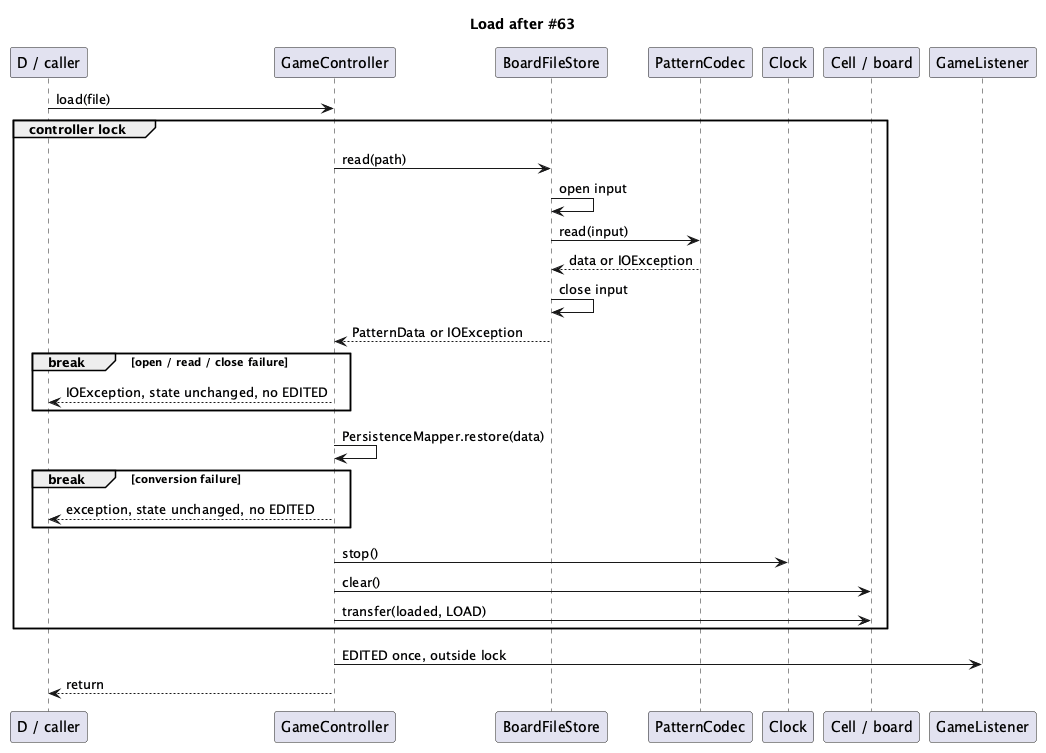 Load after #63
D / caller
GameController
BoardFileStore
PatternCodec
Clock
Cell / board
GameListener
load(file)
controller lock
read(path)
open input
read(input)
data or IOException
close input
PatternData or IOException
break [open / read / close failure]
IOException, state unchanged, no EDITED
PersistenceMapper.restore(data)
break [conversion failure]
exception, state unchanged, no EDITED
stop()
clear()
transfer(loaded, LOAD)
EDITED once, outside lock
return
D / caller
GameController
BoardFileStore
PatternCodec
Clock
Cell / board
GameListener